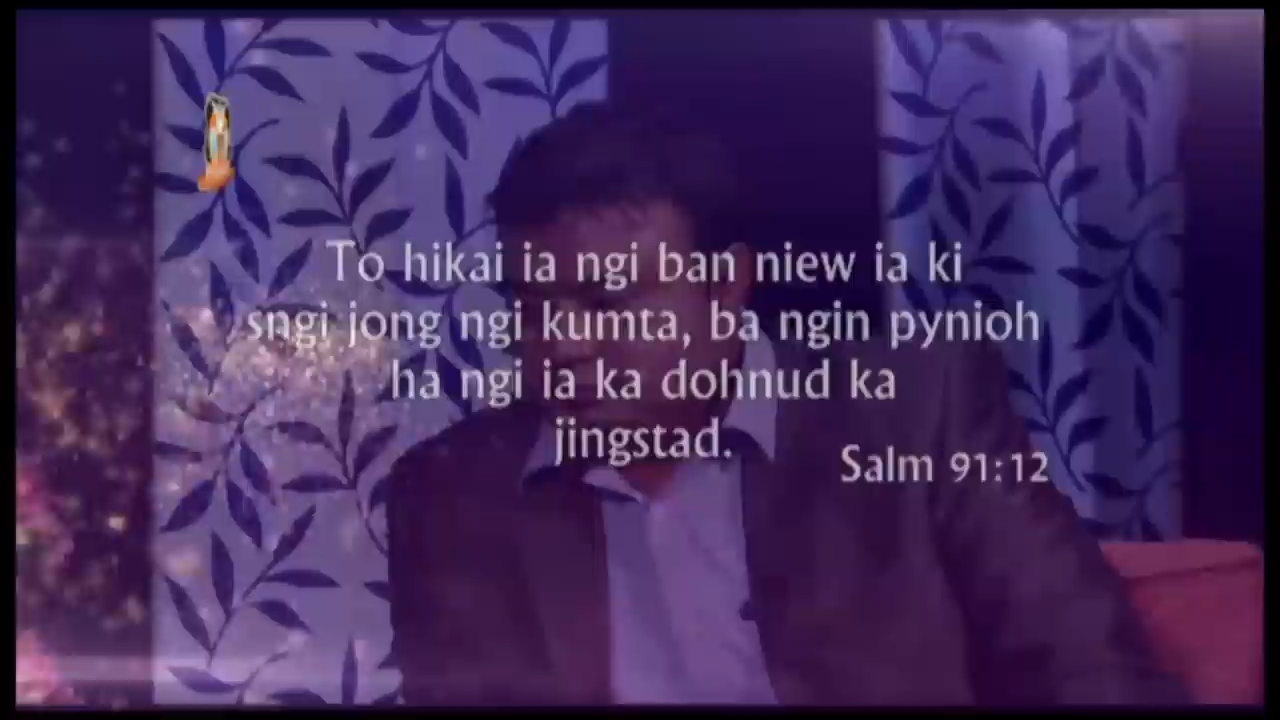 To hikai ia ngi ban niew ia ki
sngi jong ngi kumta, ba ngin pynioh
ha ngi ia ka dohnud ka
jingstad.
Salm 91:12